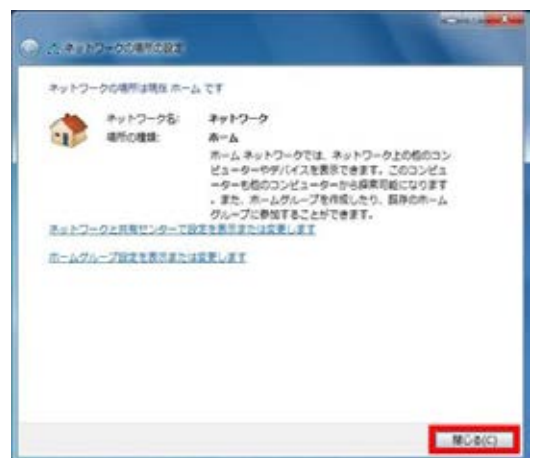 ネットワークの場所の設定
ネットワークの場所は現在 ホーム です
ネットワーク名: ネットワーク
場所の種類: ホーム
ホーム ネットワークでは、ネットワーク上の他のコン
ピューターやデバイスを表示できます。このコンピュ
ーターも他のコンピューターから探索可能になります
。また、ホームグループを作成したり、既存のホーム
グループに参加することができます。
ネットワークと共有センターで設定を表示または変更します
ホームグループ設定を表示または変更します
閉じる(C)